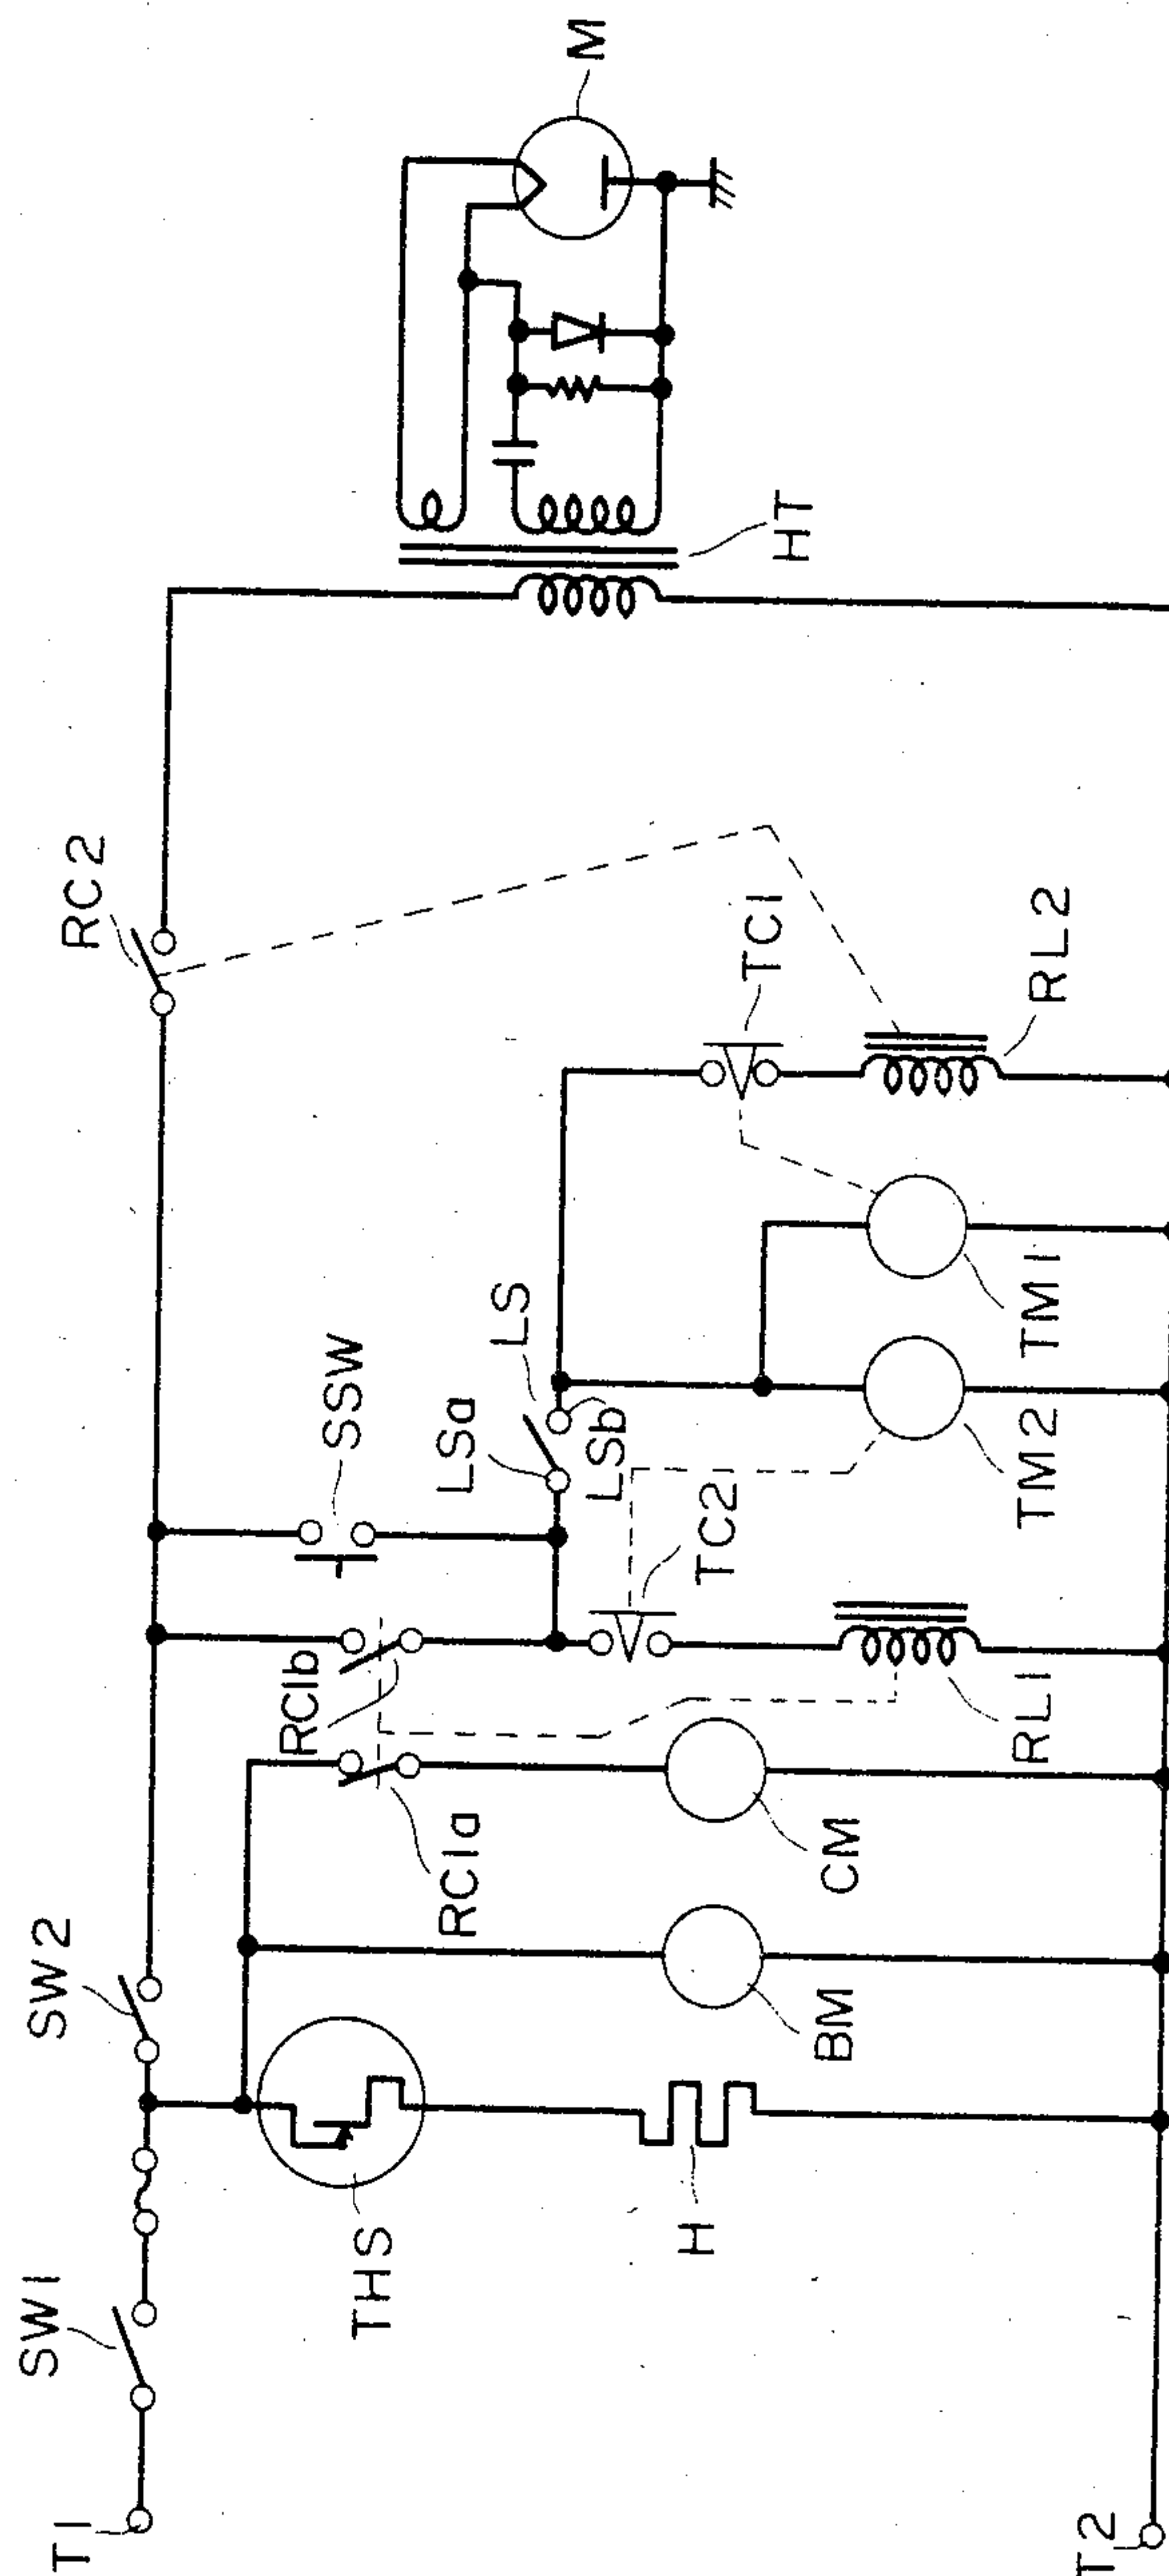 T1
SW1
SW2
RC2
M
HT
THS
H
BM
CM
RC1a
RC1b
SSW
LS
LSa
LSb
TC2
TC1
RL1
TM2
TM1
RL2
T2